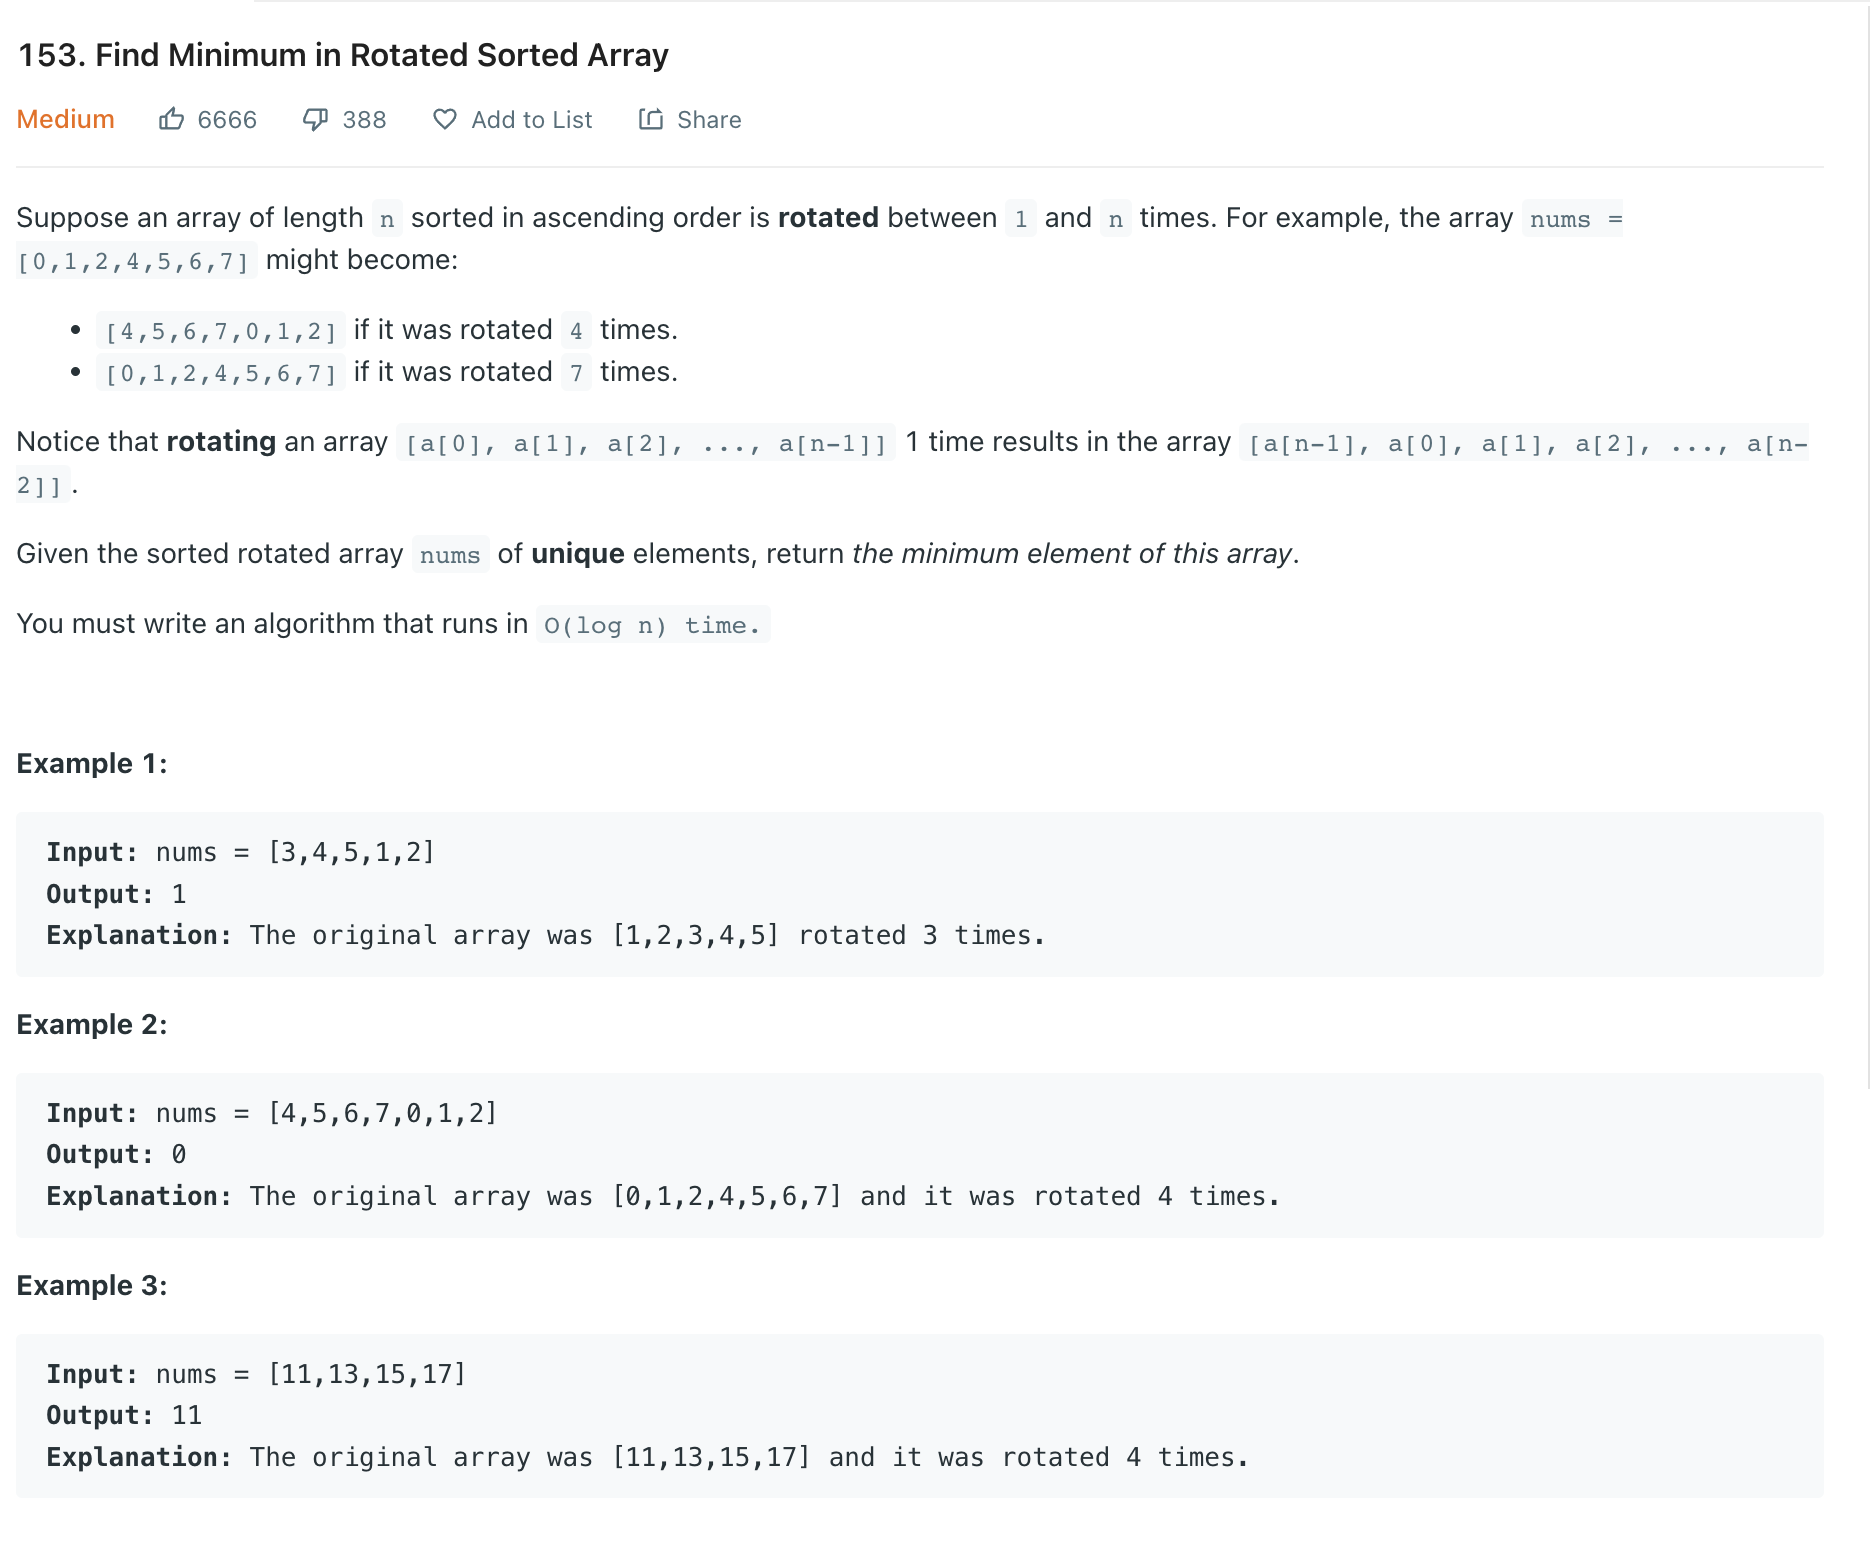 153. Find Minimum in Rotated Sorted Array
Medium 6666 388 Add to List Share
Suppose an array of length n sorted in ascending order is rotated between 1 and n times. For example, the array nums =
[0,1,2,4,5,6,7] might become:
• [4,5,6,7,0,1,2] if it was rotated 4 times.
• [0,1,2,4,5,6,7] if it was rotated 7 times.
Notice that rotating an array [a[0], a[1], a[2], ..., a[n-1]] 1 time results in the array [a[n-1], a[0], a[1], a[2], ..., a[n-
2]].
Given the sorted rotated array nums of unique elements, return the minimum element of this array.
You must write an algorithm that runs in O(log n) time.
Example 1:
Input: nums = [3,4,5,1,2]
Output: 1
Explanation: The original array was [1,2,3,4,5] rotated 3 times.
Example 2:
Input: nums = [4,5,6,7,0,1,2]
Output: 0
Explanation: The original array was [0,1,2,4,5,6,7] and it was rotated 4 times.
Example 3:
Input: nums = [11,13,15,17]
Output: 11
Explanation: The original array was [11,13,15,17] and it was rotated 4 times.